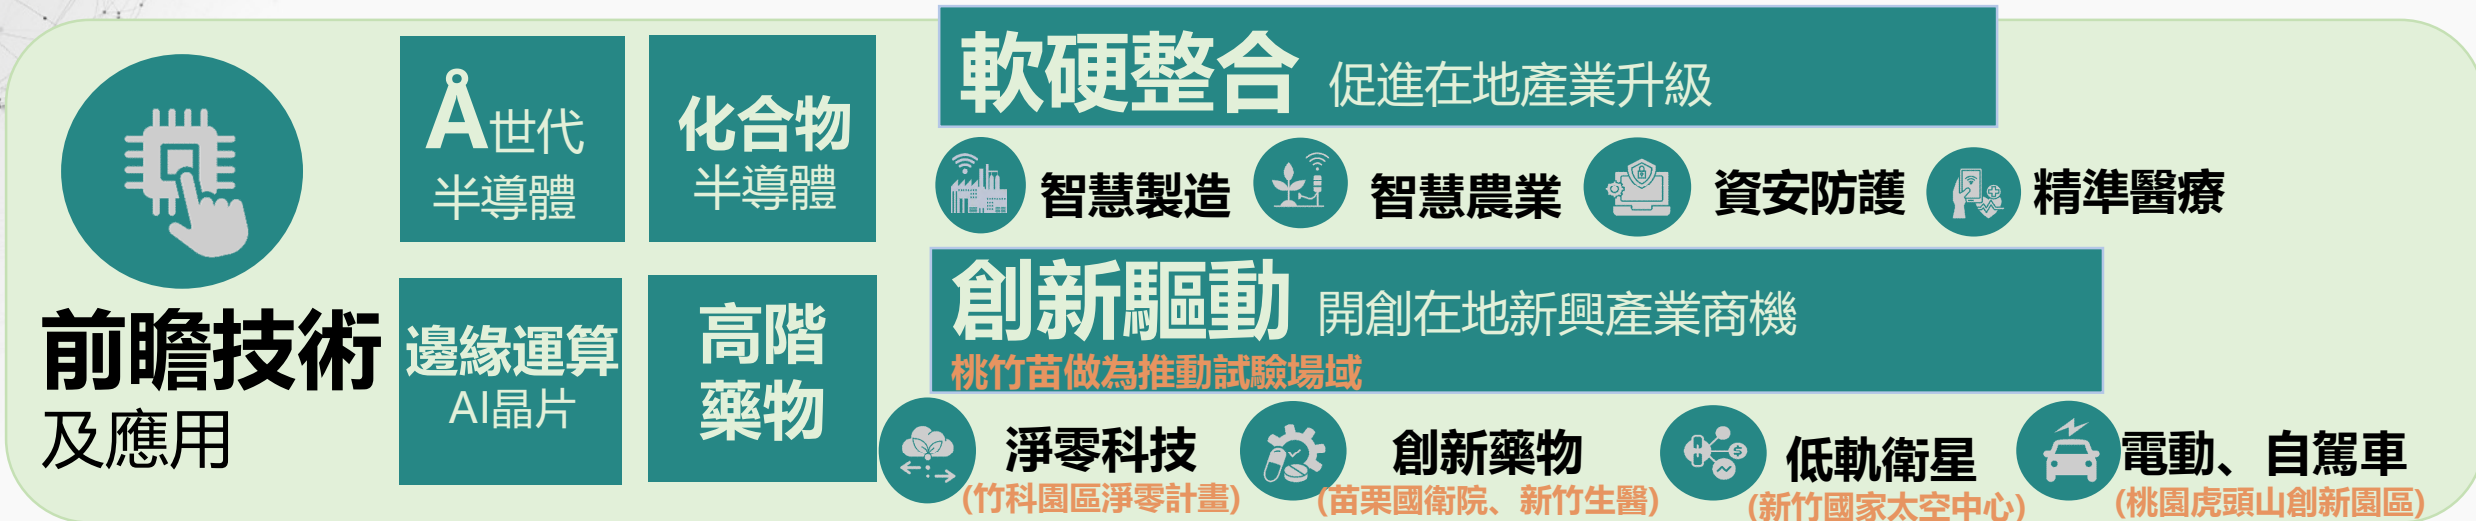 前瞻技術
及應用
Å世代
半導體
化合物
半導體
邊緣運算
AI晶片
高階
藥物
軟硬整合 促進在地產業升級
智慧製造
智慧農業
資安防護
精準醫療
創新驅動 開創在地新興產業商機
桃竹苗做為推動試驗場域
淨零科技
(竹科園區淨零計畫)
創新藥物
(苗栗國衛院、新竹生醫)
低軌衛星
(新竹國家太空中心)
電動、自駕車
(桃園虎頭山創新園區)